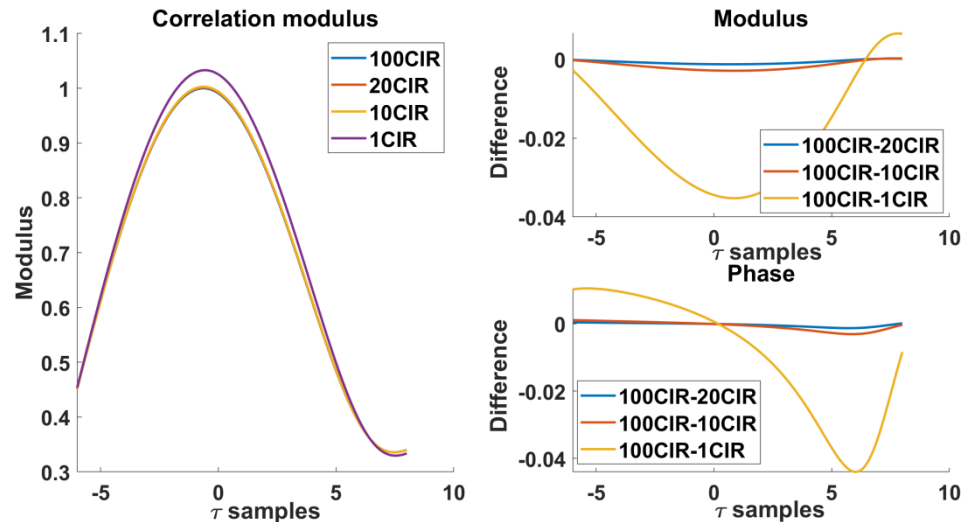 Correlation modulus
1.1
1
0.9
0.8
0.7
0.6
0.5
0.4
0.3
Modulus
-5
0
5
10
τ samples
100CIR
20CIR
10CIR
1CIR
Modulus
0
-0.02
-0.04
Difference
-5
0
5
10
τ samples
100CIR-20CIR
100CIR-10CIR
100CIR-1CIR
Phase
0
-0.02
-0.04
Difference
-5
0
5
10
τ samples
100CIR-20CIR
100CIR-10CIR
100CIR-1CIR